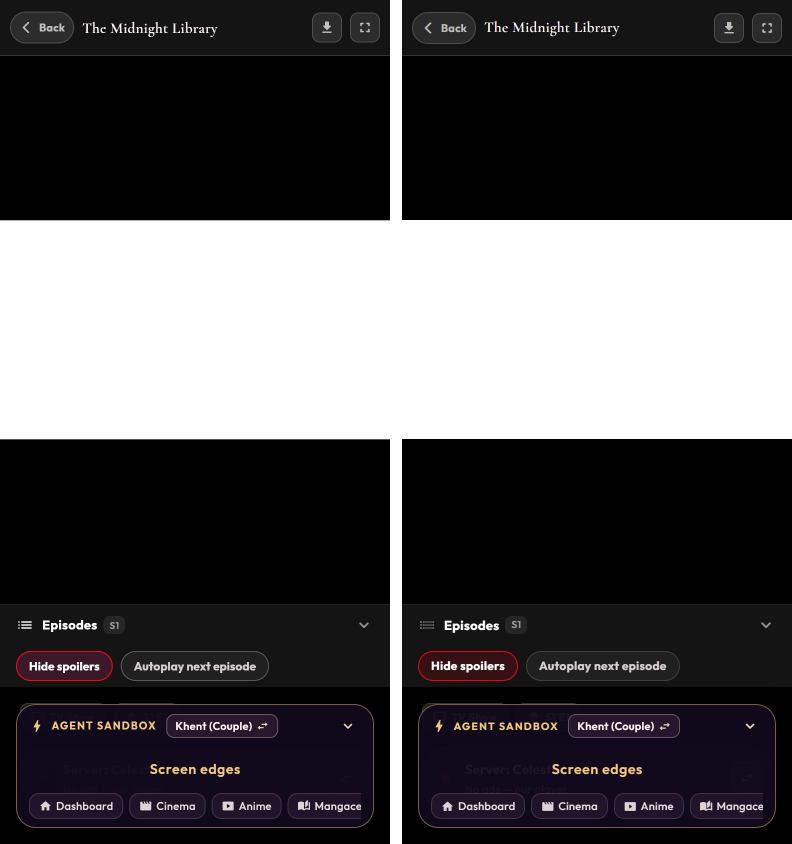 Back The Midnight Library
Episodes S1
Hide spoilers Autoplay next episode
AGENT SANDBOX Khent (Couple)
Screen edges
Dashboard Cinema Anime Mangace
Back The Midnight Library
Episodes S1
Hide spoilers Autoplay next episode
AGENT SANDBOX Khent (Couple)
Server: Celes
Screen edges
Dashboard Cinema Anime Mangace